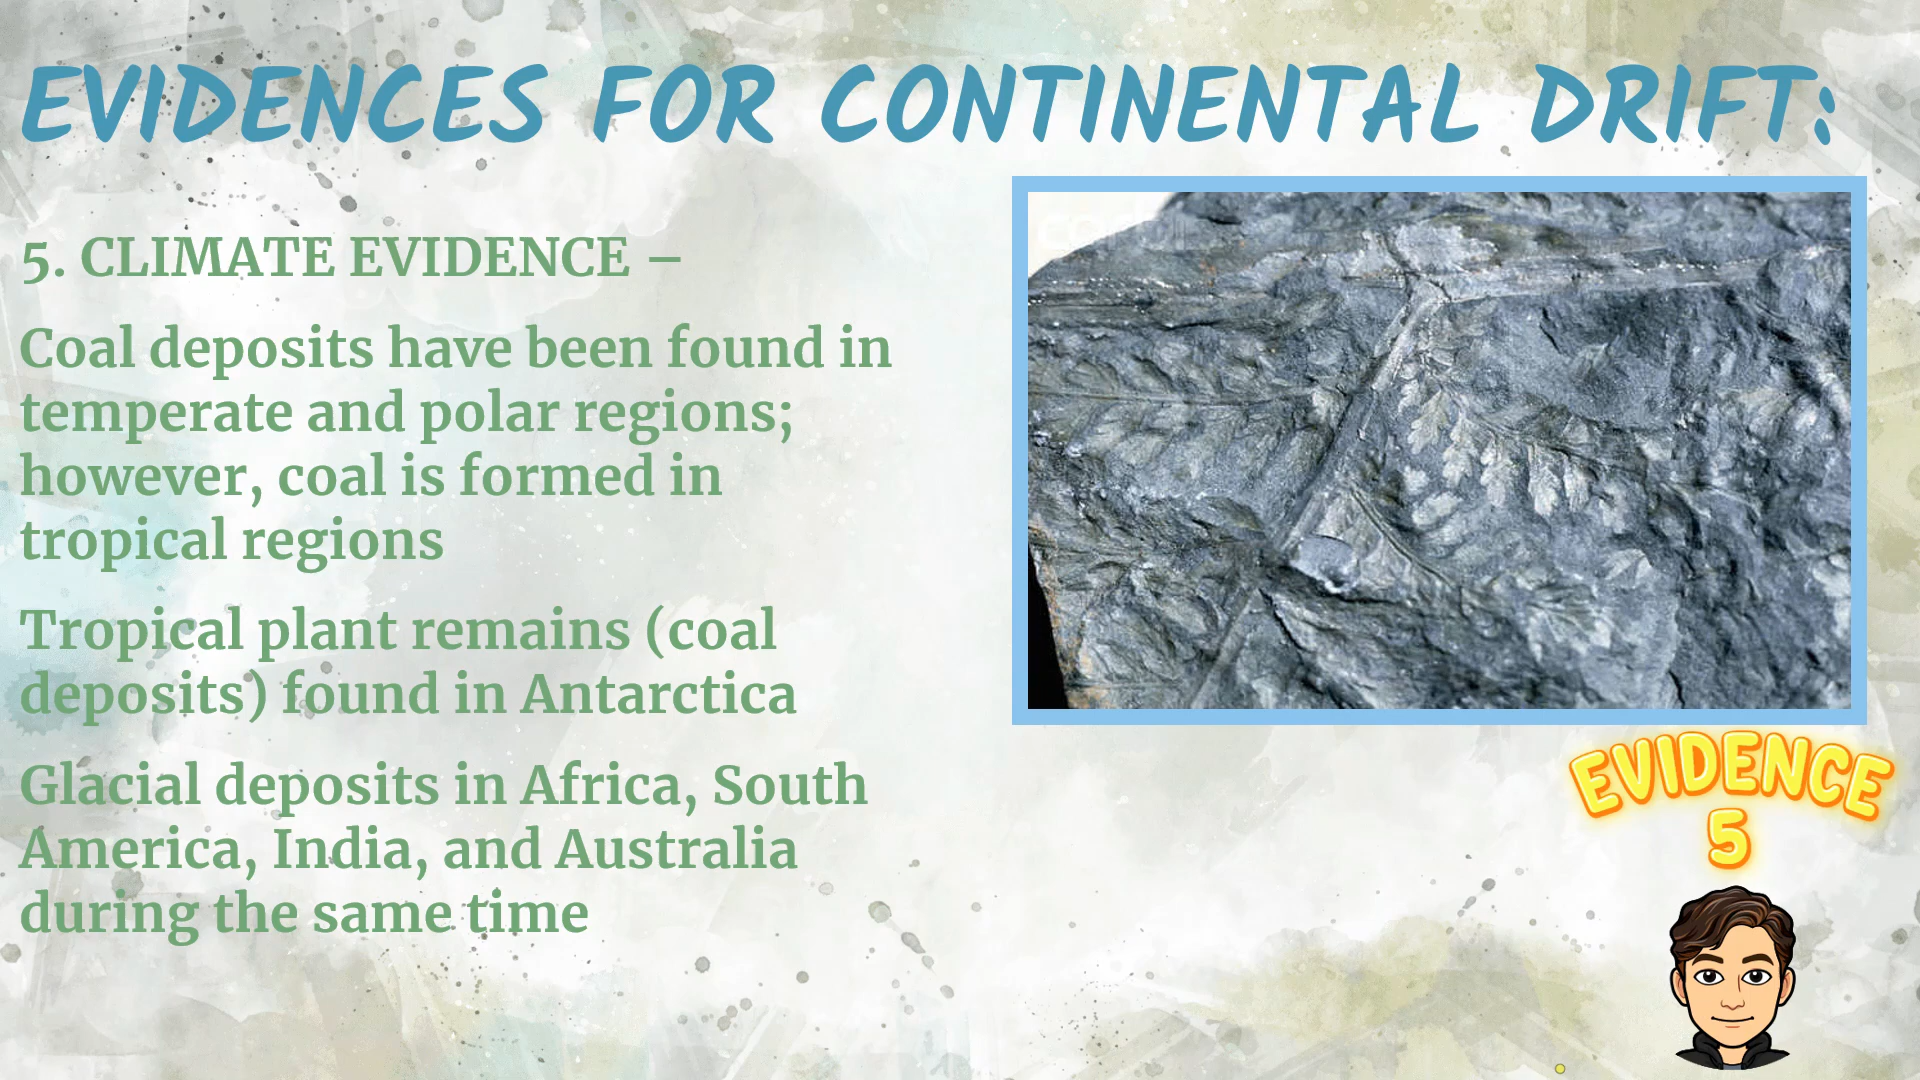 EVIDENCES FOR CONTINENTAL DRIFT:
5. CLIMATE EVIDENCE –
Coal deposits have been found in
temperate and polar regions;
however, coal is formed in
tropical regions
Tropical plant remains (coal
deposits) found in Antarctica
Glacial deposits in Africa, South
America, India, and Australia
during the same time
EVIDENCE
5